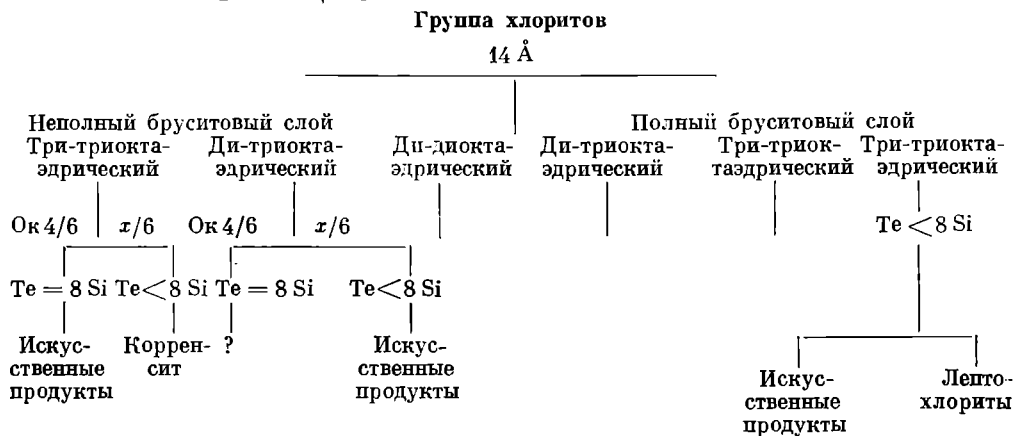 Группа хлоритов
14 Å
Неполный бруситовый слой Полный бруситовый слой
Три-триокта- Ди-триокта- Ди-диокта- Ди-триокта- Три-триок- Три-триокта-
эдрический эдрический эдрический эдрический таэдрический эдрический
Ок 4/6 x/6 Ок 4/6 x/6 Te < 8 Si
Te = 8 Si Te < 8 Si Te = 8 Si Te < 8 Si
Искус- Коррен- ? Искус-
ственные сит ственные
продукты продукты
Искус- Лепто-
ственные хлориты
продукты